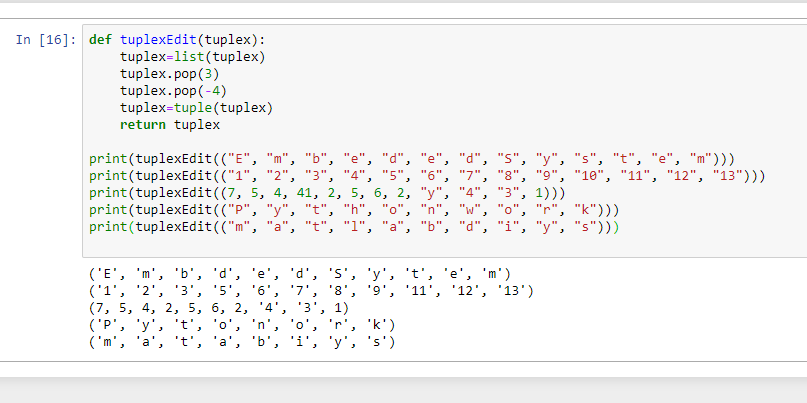 In [16]: def tuplexEdit(tuplex):
    tuplex=list(tuplex)
    tuplex.pop(3)
    tuplex.pop(-4)
    tuplex=tuple(tuplex)
    return tuplex
print(tuplexEdit(("E", "m", "b", "e", "d", "e", "d", "S", "y", "s", "t", "e", "m")))
print(tuplexEdit(("1", "2", "3", "4", "5", "6", "7", "8", "9", "10", "11", "12", "13")))
print(tuplexEdit((7, 5, 4, 41, 2, 5, 6, 2, "y", "4", "3", 1)))
print(tuplexEdit(("P", "y", "t", "h", "o", "n", "w", "o", "r", "k")))
print(tuplexEdit(("m", "a", "t", "l", "a", "b", "d", "i", "y", "s")))
('E', 'm', 'b', 'd', 'e', 'd', 'S', 'y', 't', 'e', 'm')
('1', '2', '3', '5', '6', '7', '8', '9', '11', '12', '13')
(7, 5, 4, 2, 5, 6, 2, '4', '3', 1)
('P', 'y', 't', 'o', 'n', 'o', 'r', 'k')
('m', 'a', 't', 'a', 'b', 'i', 'y', 's')